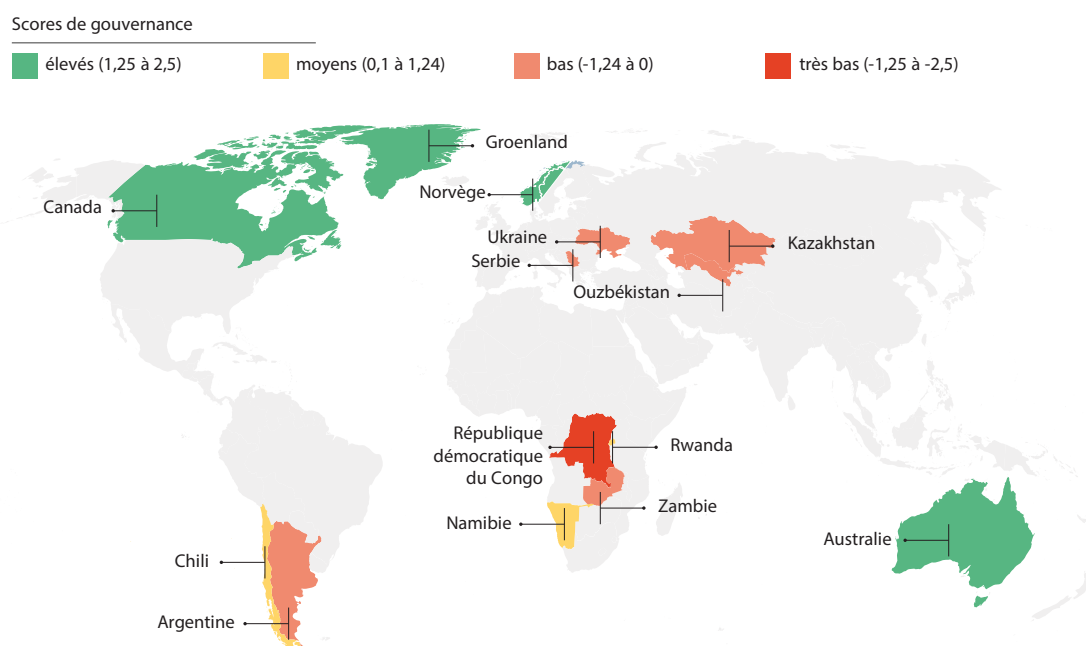 Scores de gouvernance
élevés (1,25 à 2,5)
moyens (0,1 à 1,24)
bas (-1,24 à 0)
très bas (-1,25 à -2,5)
Groenland
Norvège
Canada
Ukraine
Kazakhstan
Serbie
Ouzbékistan
République
démocratique
du Congo
Rwanda
Zambie
Namibie
Australie
Chili
Argentine